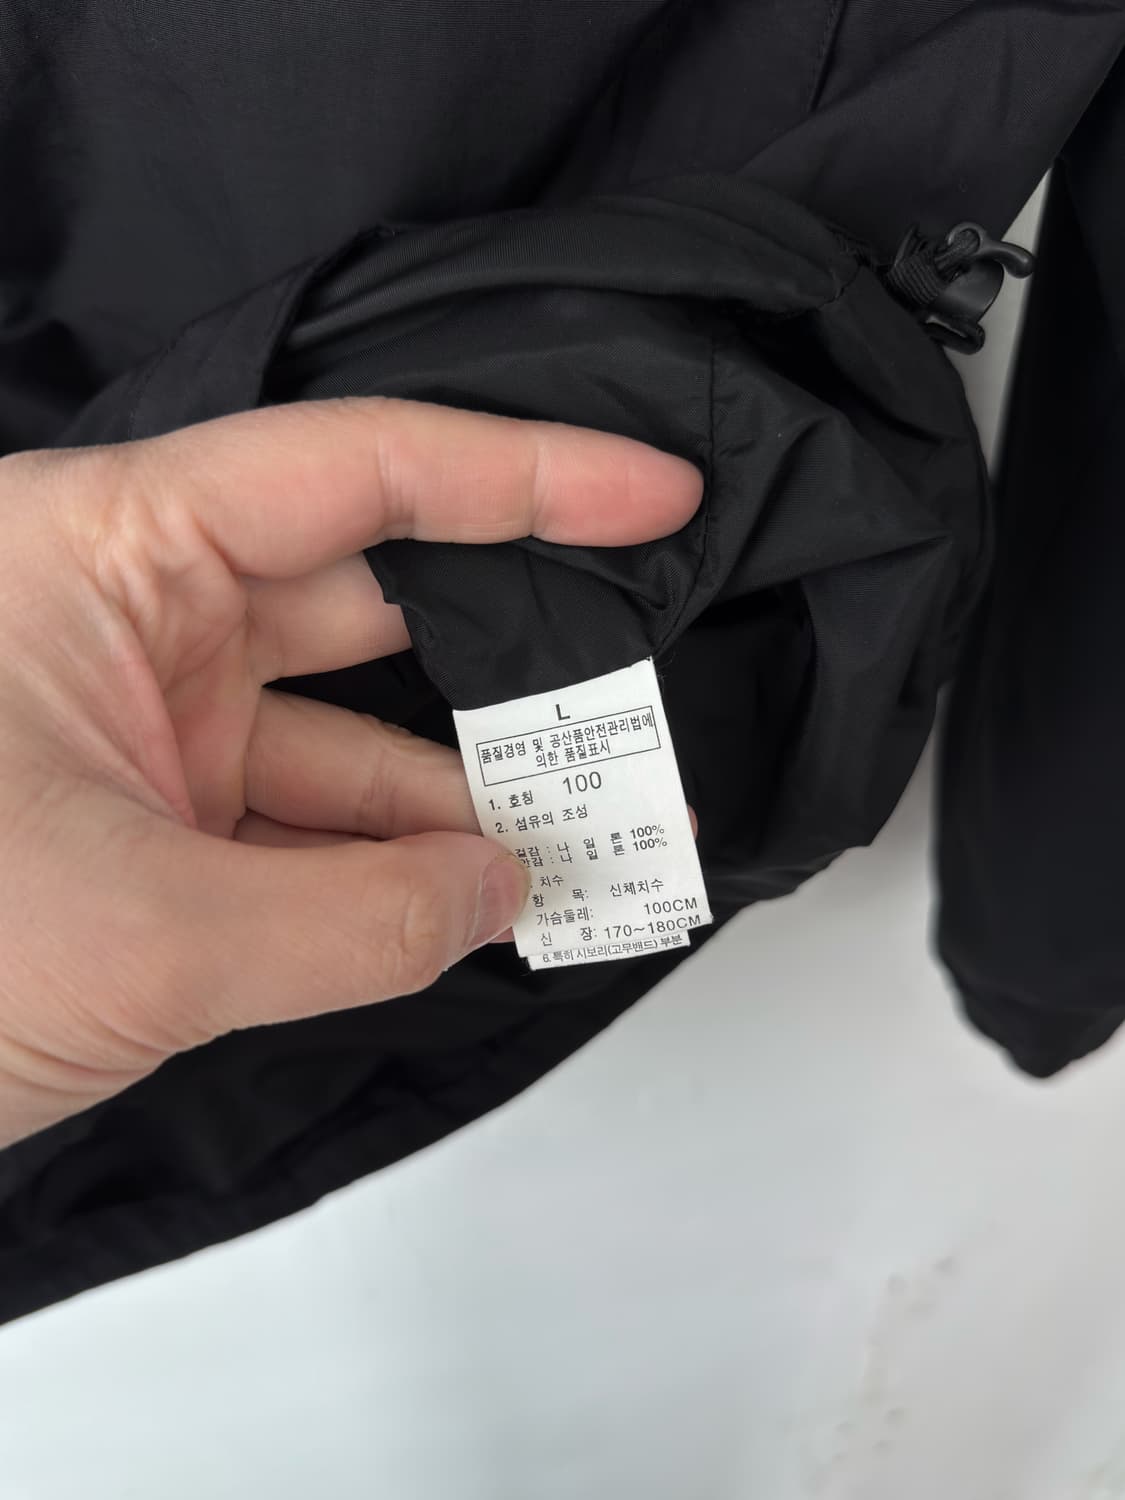 L
품질경영 및 공산품안전관리법에
의한 품질표시
1. 호칭 100
2. 섬유의 조성
겉감 : 나 일 론 100%
안감 : 나 일 론 100%
. 치수
항 목: 신체치수
가슴둘레: 100CM
신 장: 170~180CM
6. 특히 시보리(고무밴드) 부분